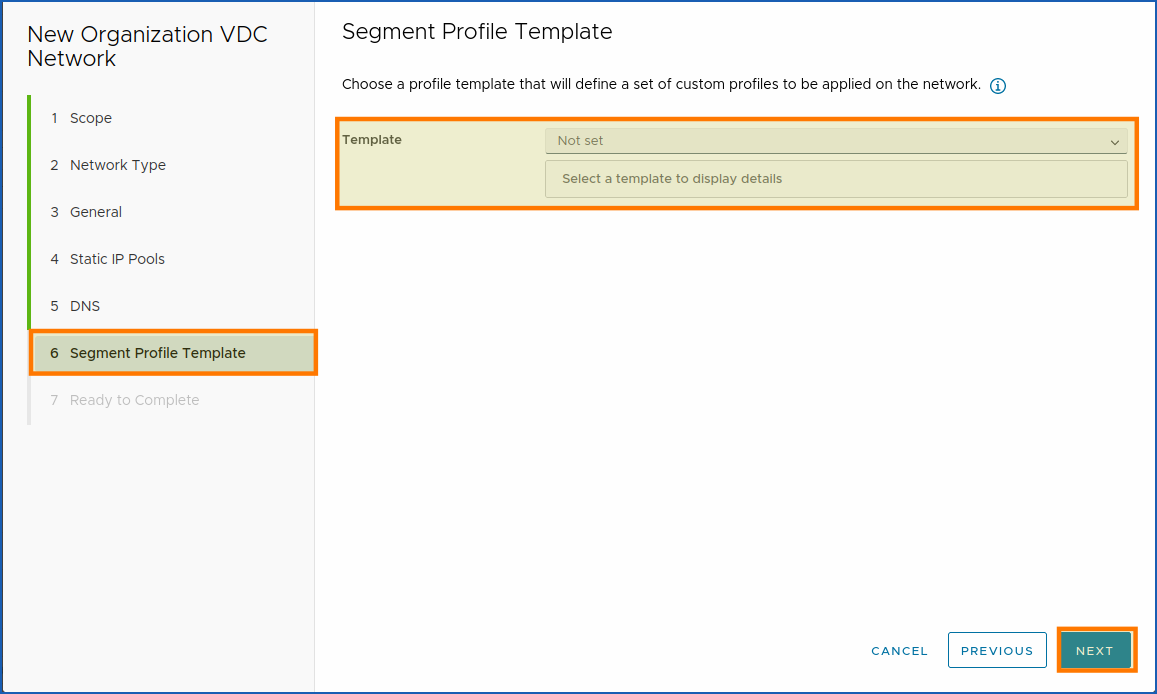 New Organization VDC
Network
1 Scope
2 Network Type
3 General
4 Static IP Pools
5 DNS
6 Segment Profile Template
7 Ready to Complete
Segment Profile Template
Choose a profile template that will define a set of custom profiles to be applied on the network.
Template
Not set
Select a template to display details
CANCEL
PREVIOUS
NEXT